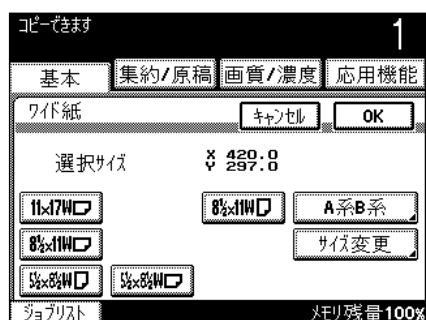 コピーできます
1
基本 集約/原稿 画質/濃度 応用機能
ワイド紙 キャンセル OK
選択サイズ X 420.0
Y 297.0
11x17W 8½x11W A系B系
8½x11W サイズ変更
5½x8½W 5½x8½W
ジョブリスト メモリ残量100%